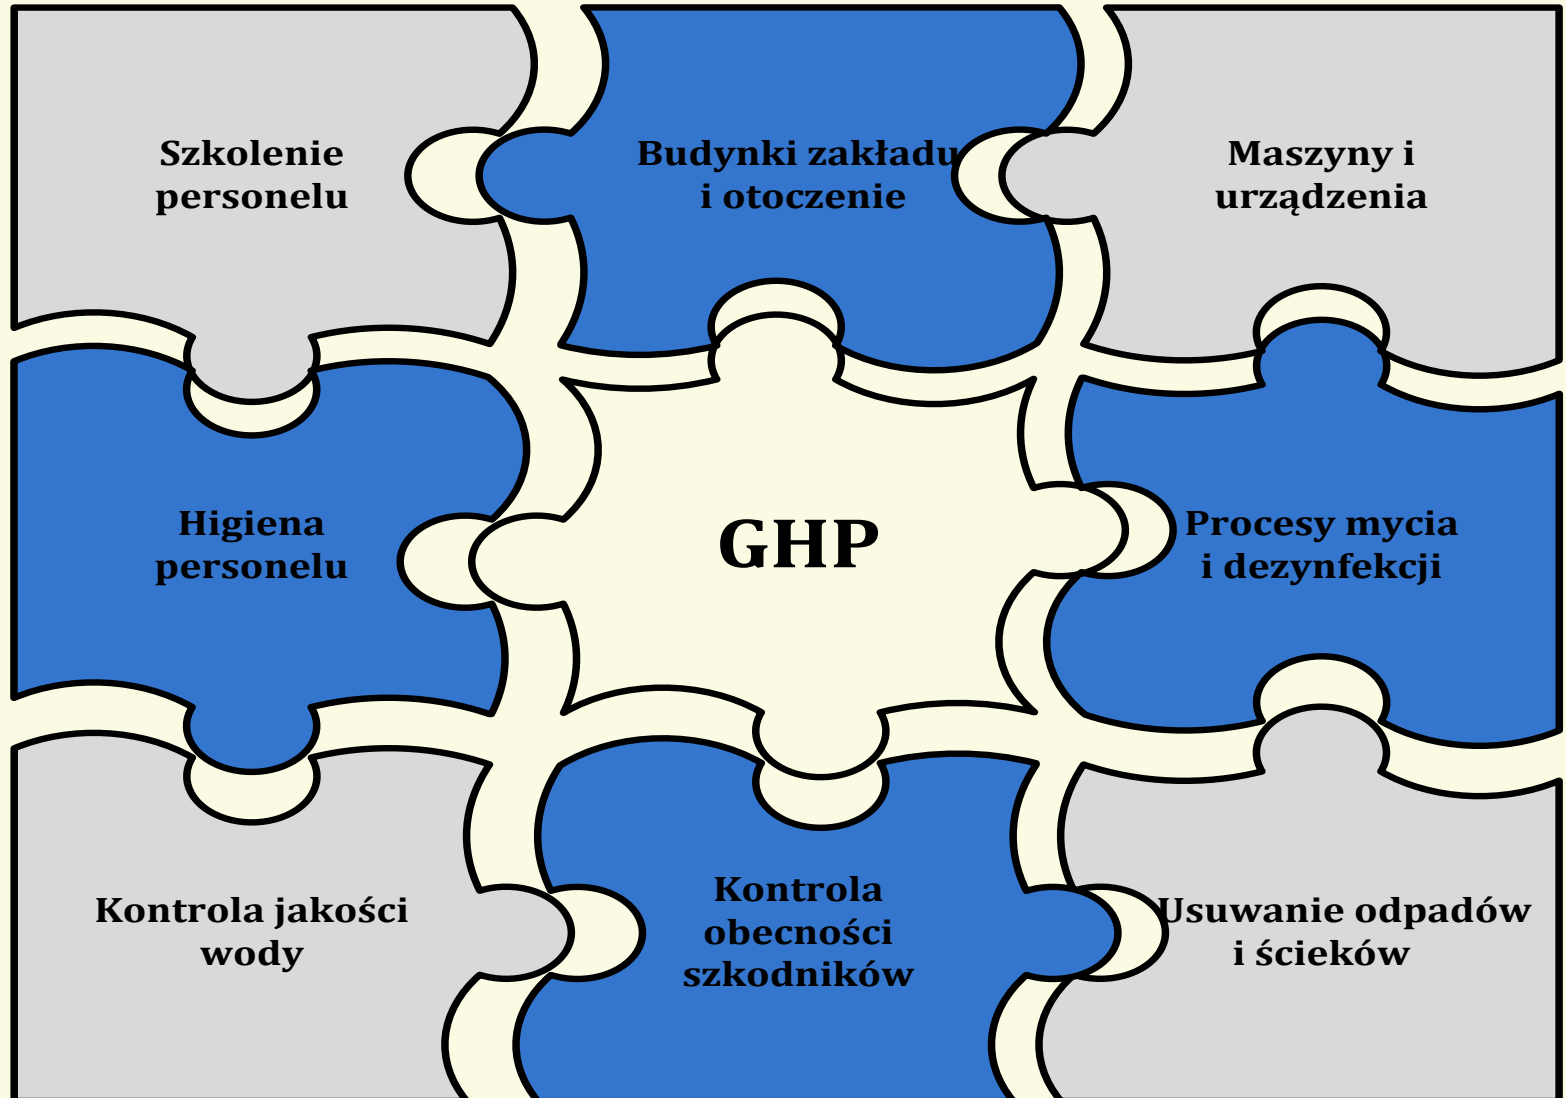 Szkolenie
personelu
Budynki zakładu
i otoczenie
Maszyny i
urządzenia
Higiena
personelu
GHP
Procesy mycia
i dezynfekcji
Kontrola jakości
wody
Kontrola
obecności
szkodników
Usuwanie odpadów
i ścieków